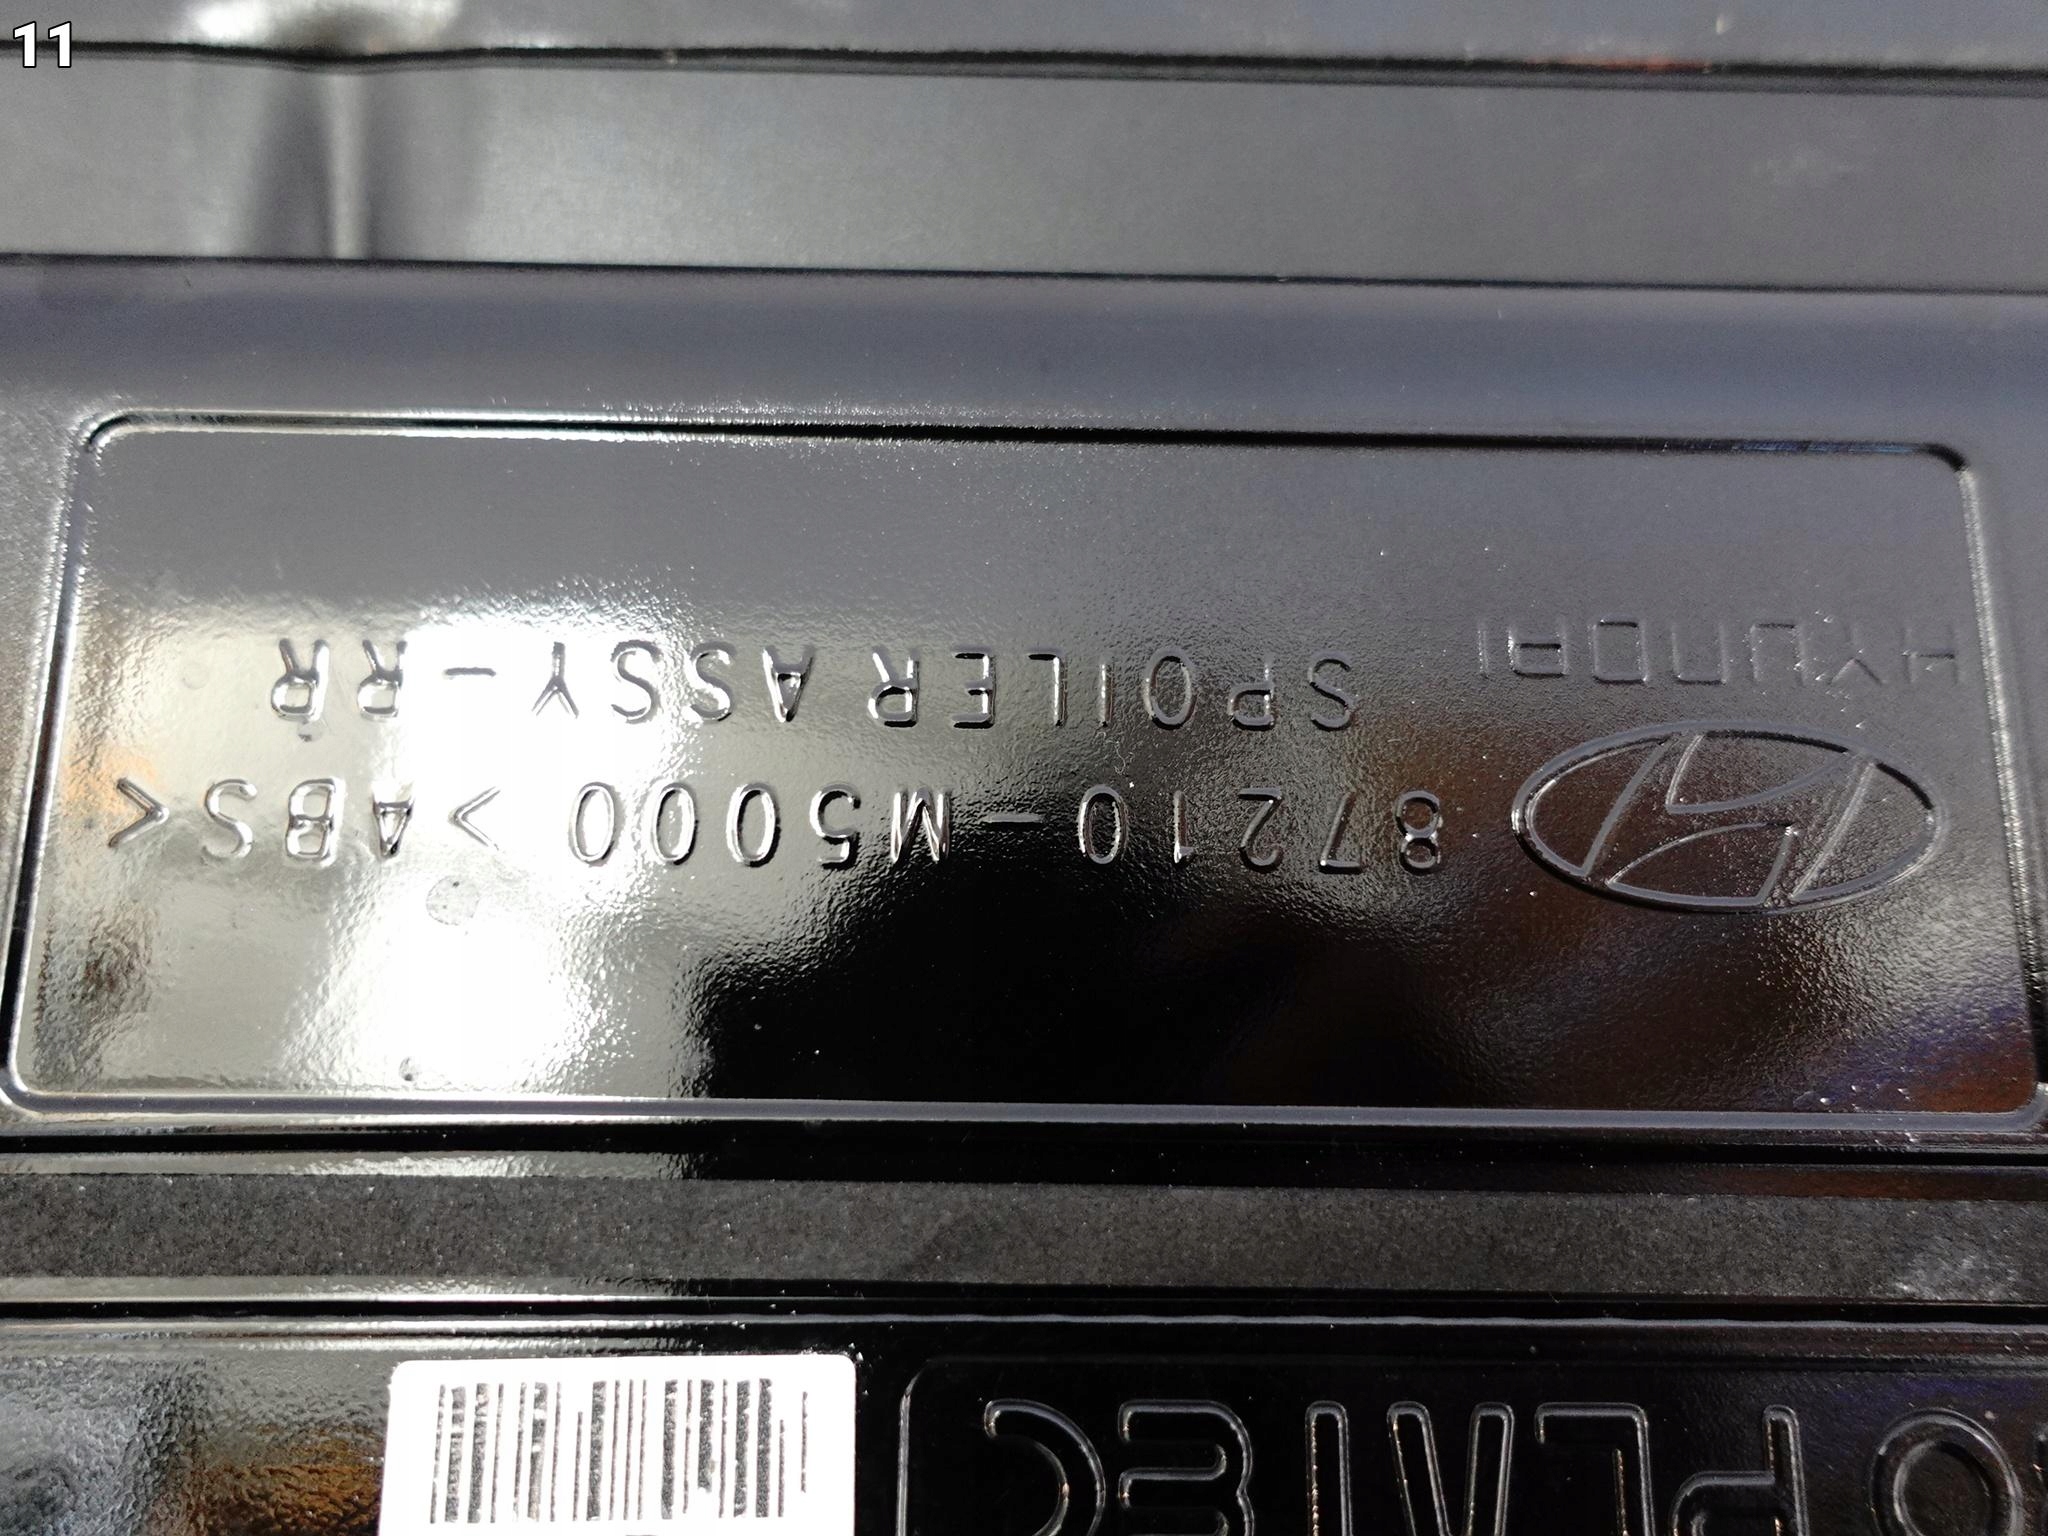 11
87210-M5000 >ABS<
HYUNDAI
SPOILER ASSY-RR